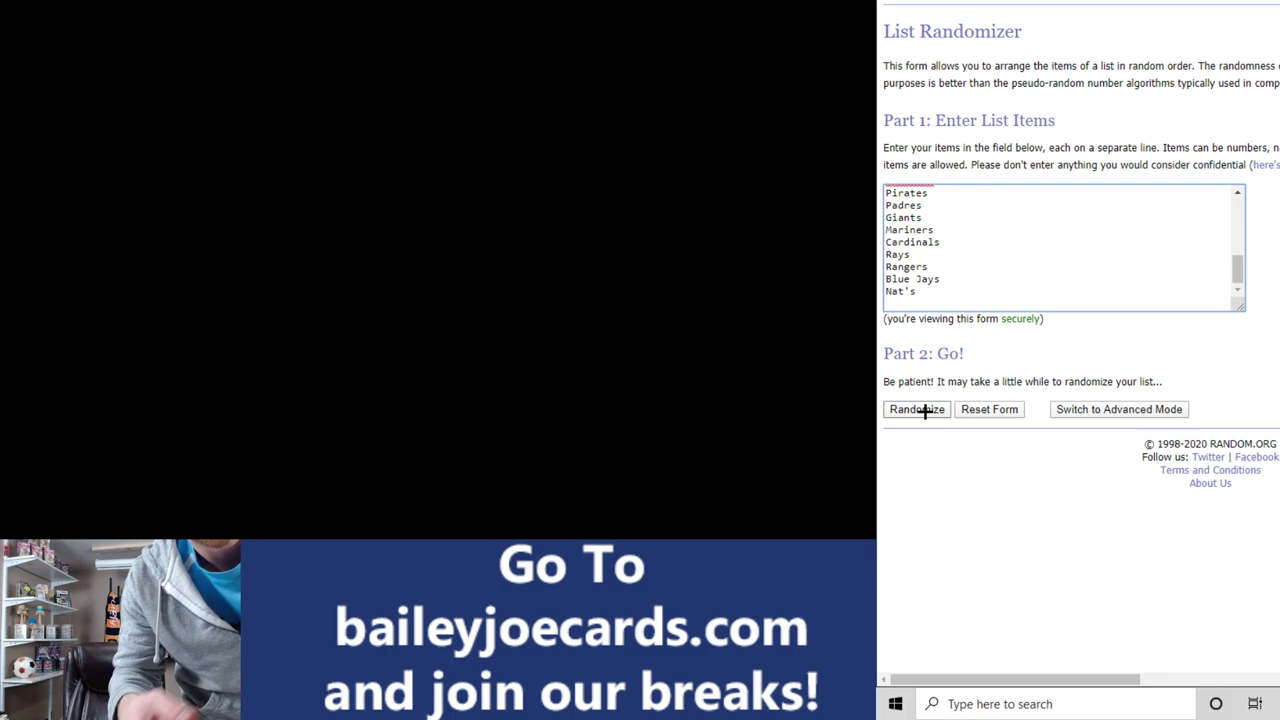 List Randomizer
This form allows you to arrange the items of a list in random order. The randomness
purposes is better than the pseudo-random number algorithms typically used in comp
Part 1: Enter List Items
Enter your items in the field below, each on a separate line. Items can be numbers, n
items are allowed. Please don't enter anything you would consider confidential (here's
Pirates
Padres
Giants
Mariners
Cardinals
Rays
Rangers
Blue Jays
Nat's
(you're viewing this form securely)
Part 2: Go!
Be patient! It may take a little while to randomize your list...
Randomize Reset Form Switch to Advanced Mode
© 1998-2020 RANDOM.ORG
Follow us: Twitter | Facebook
Terms and Conditions
About Us
Go To
baileyjoecards.com
and join our breaks!
Type here to search